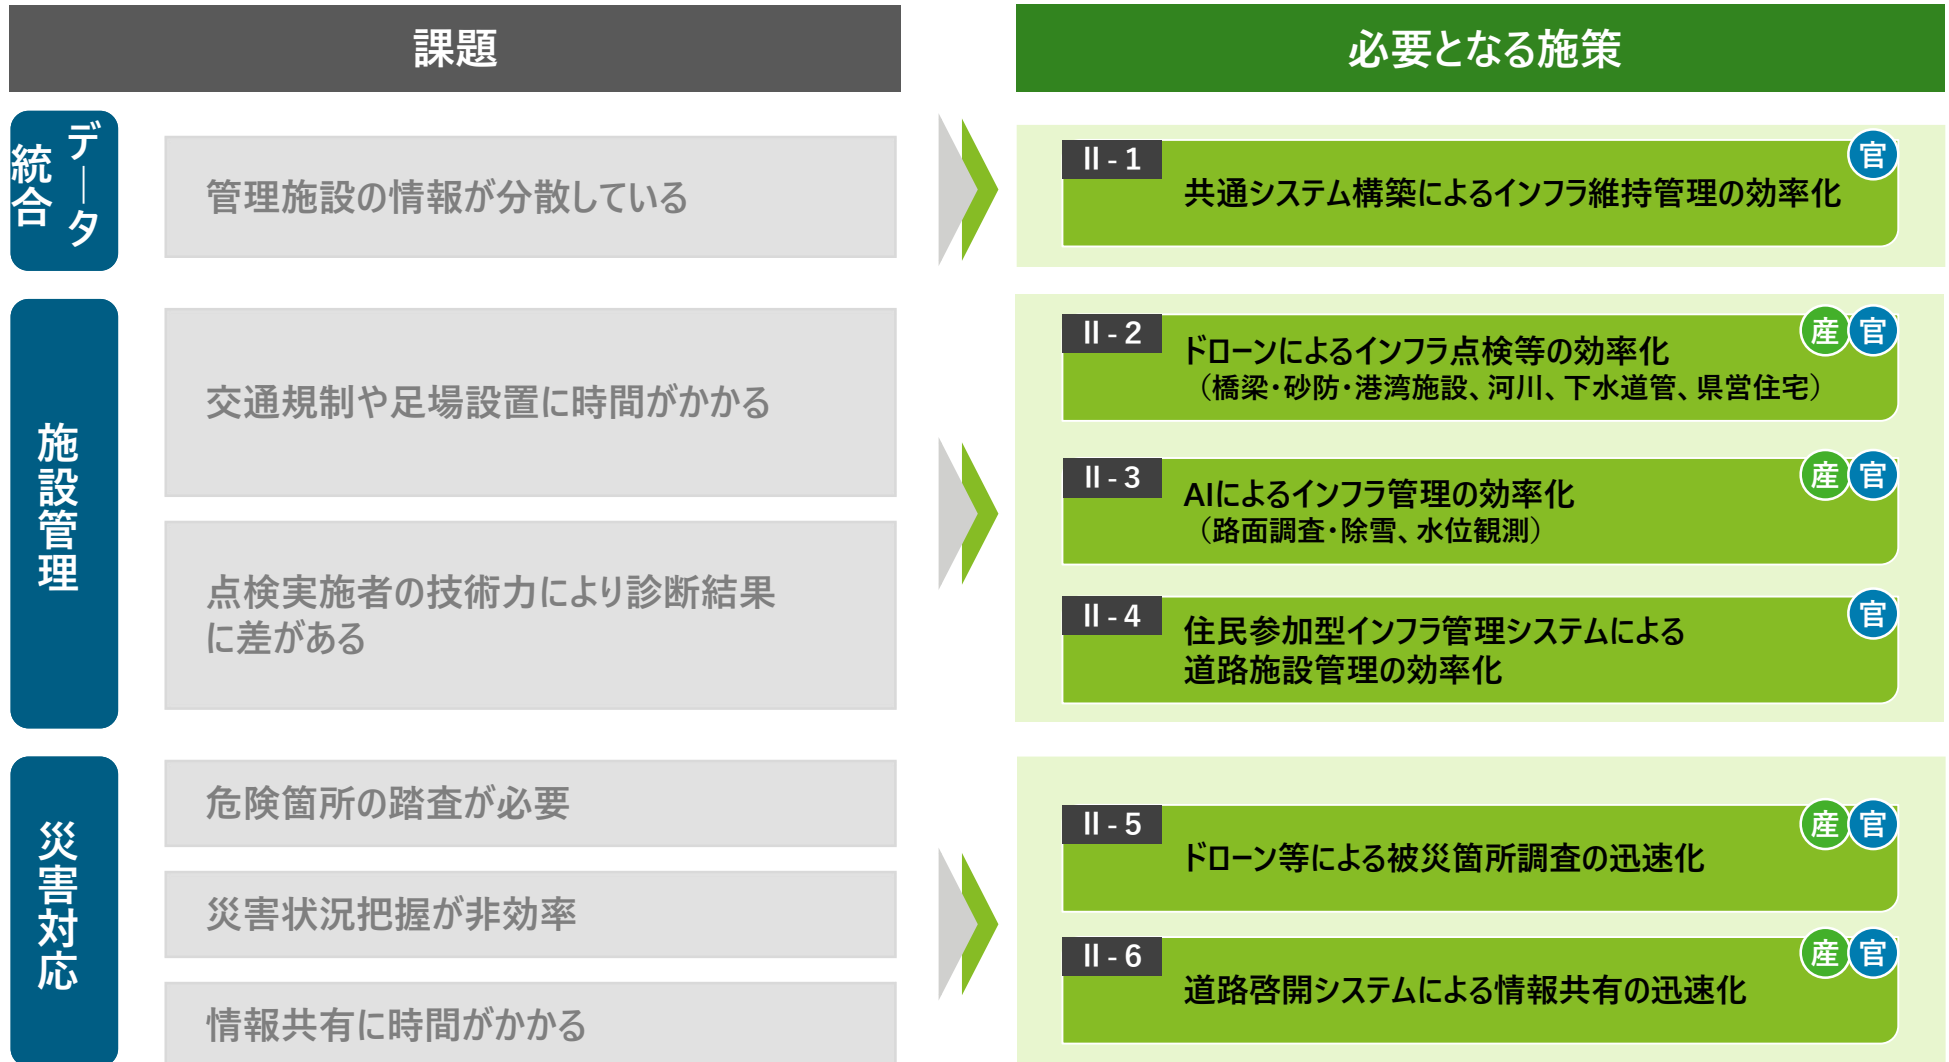 課題
必要となる施策
データ
統合
管理施設の情報が分散している
Ⅱ-1
官
共通システム構築によるインフラ維持管理の効率化
施設管理
交通規制や足場設置に時間がかかる
点検実施者の技術力により診断結果
に差がある
Ⅱ-2
産 官
ドローンによるインフラ点検等の効率化
（橋梁・砂防・港湾施設、河川、下水道管、県営住宅）
Ⅱ-3
産 官
AIによるインフラ管理の効率化
（路面調査・除雪、水位観測）
Ⅱ-4
官
住民参加型インフラ管理システムによる
道路施設管理の効率化
災害対応
危険箇所の踏査が必要
災害状況把握が非効率
情報共有に時間がかかる
Ⅱ-5
産 官
ドローン等による被災箇所調査の迅速化
Ⅱ-6
産 官
道路啓開システムによる情報共有の迅速化